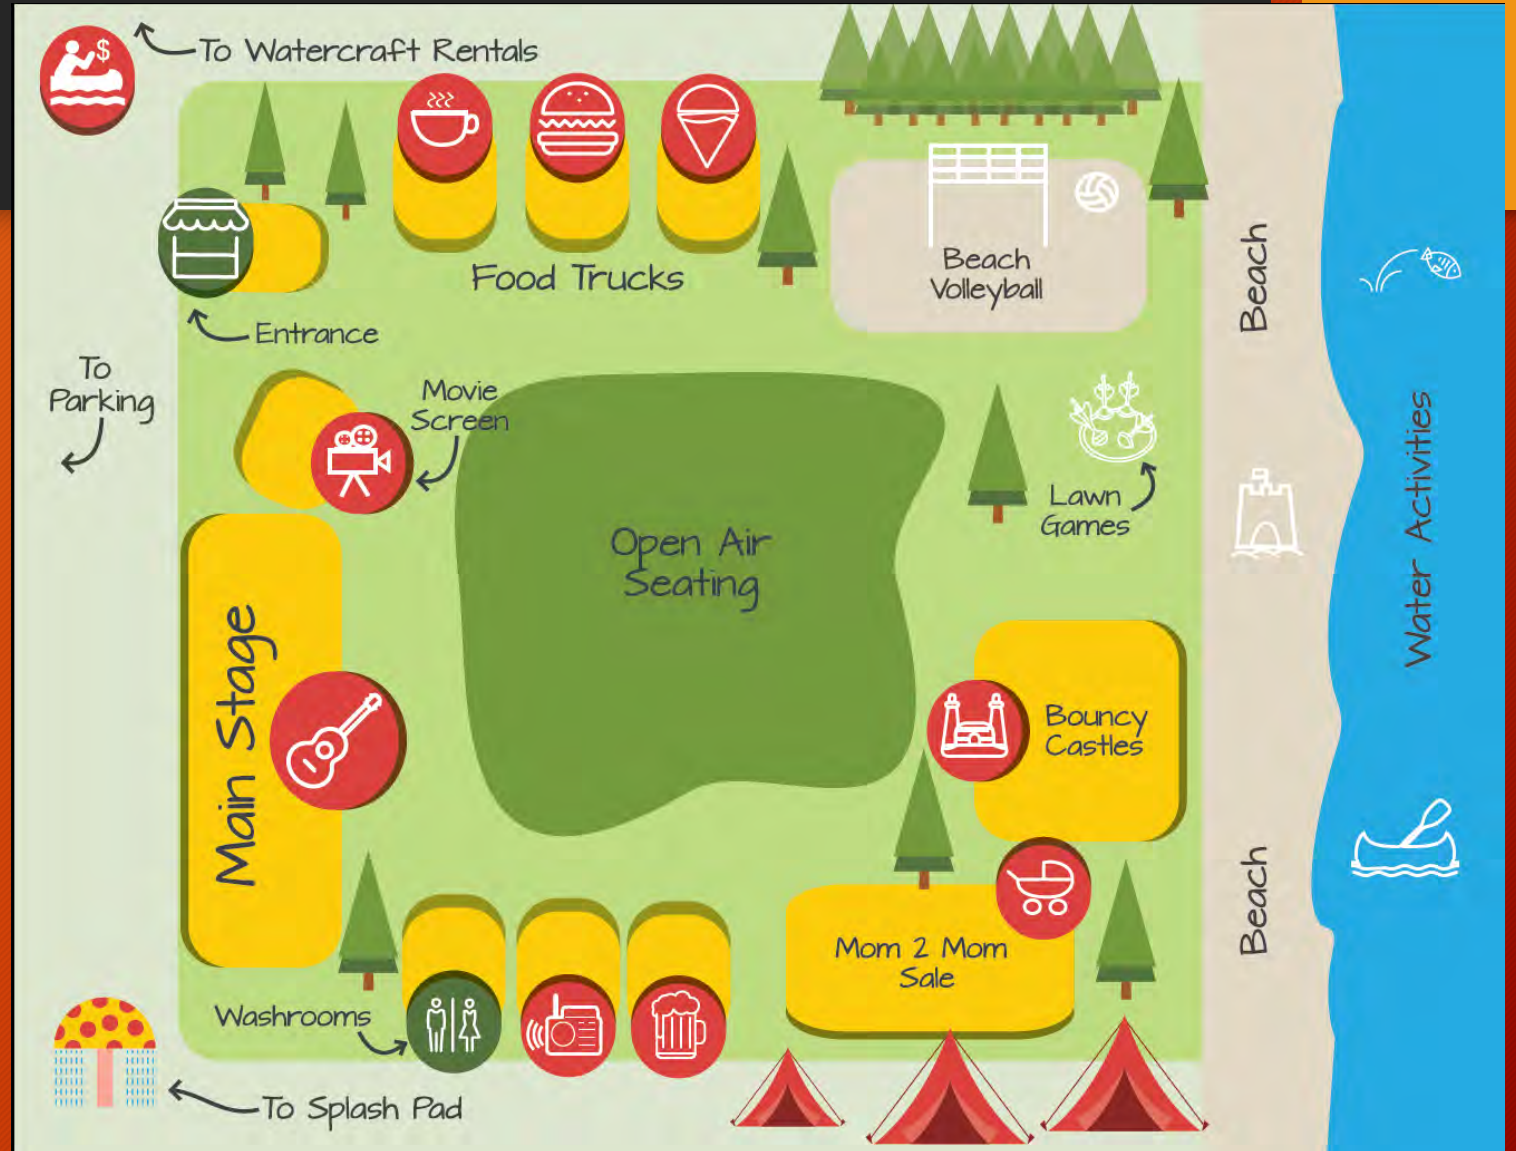 To Watercraft Rentals
$
Food Trucks
Beach
Volleyball
Beach
Entrance
To
Parking
Movie
Screen
Lawn
Games
Open Air
Seating
Water Activities
Main Stage
Bouncy
Castles
Beach
Mom 2 Mom
Sale
Washrooms
To Splash Pad